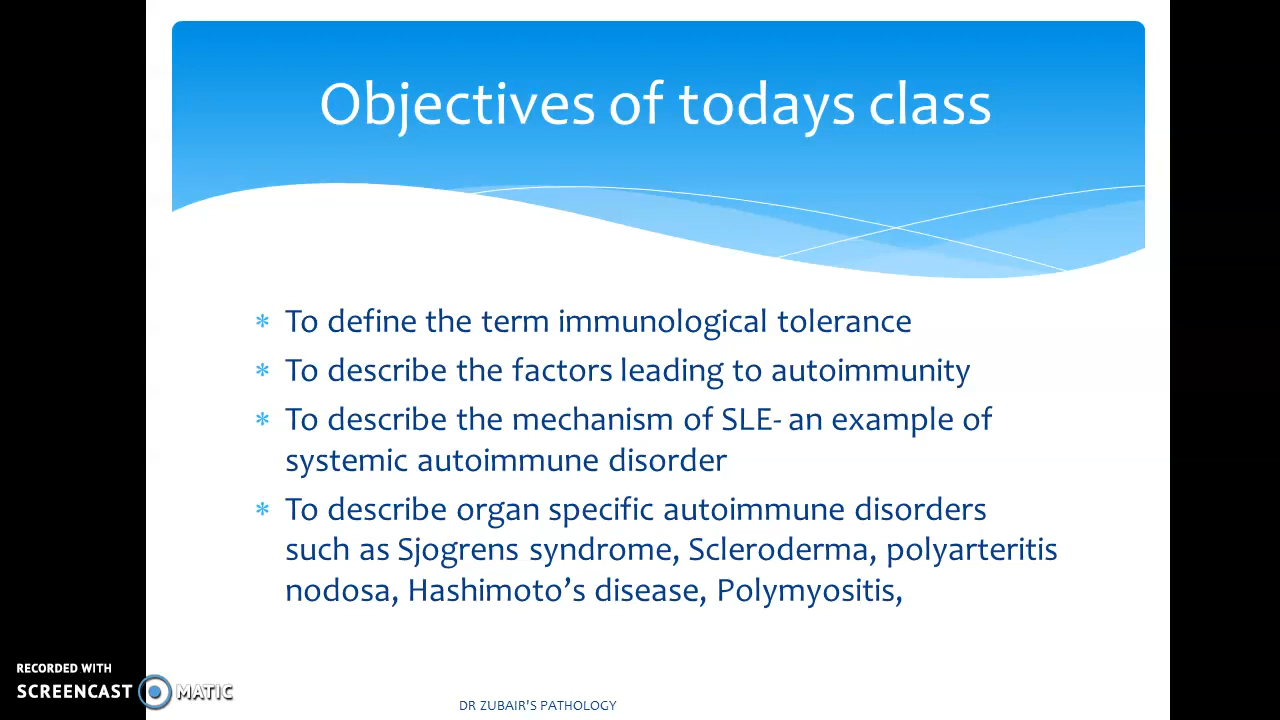 Objectives of todays class
* To define the term immunological tolerance
* To describe the factors leading to autoimmunity
* To describe the mechanism of SLE- an example of
systemic autoimmune disorder
* To describe organ specific autoimmune disorders
such as Sjogrens syndrome, Scleroderma, polyarteritis
nodosa, Hashimoto’s disease, Polymyositis,
RECORDED WITH
SCREENCAST MATIC
DR ZUBAIR'S PATHOLOGY